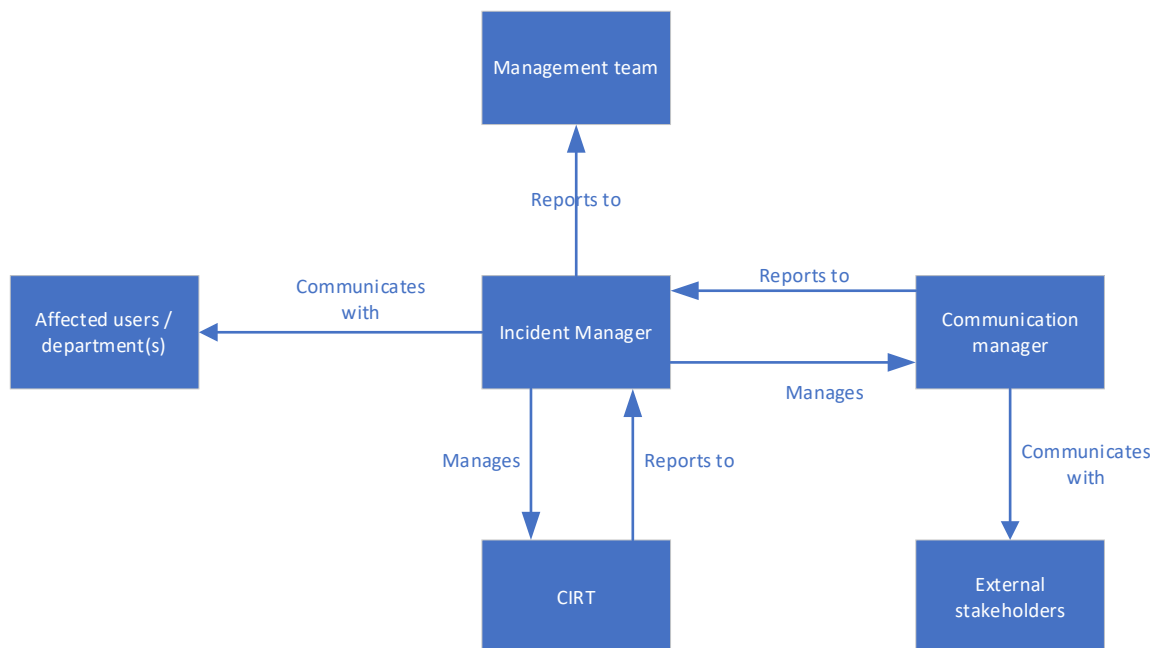 Management team
Reports to
Communicates
with
Reports to
Affected users /
department(s)
Incident Manager
Communication
manager
Manages
Manages
Reports to
Communicates
with
CIRT
External
stakeholders